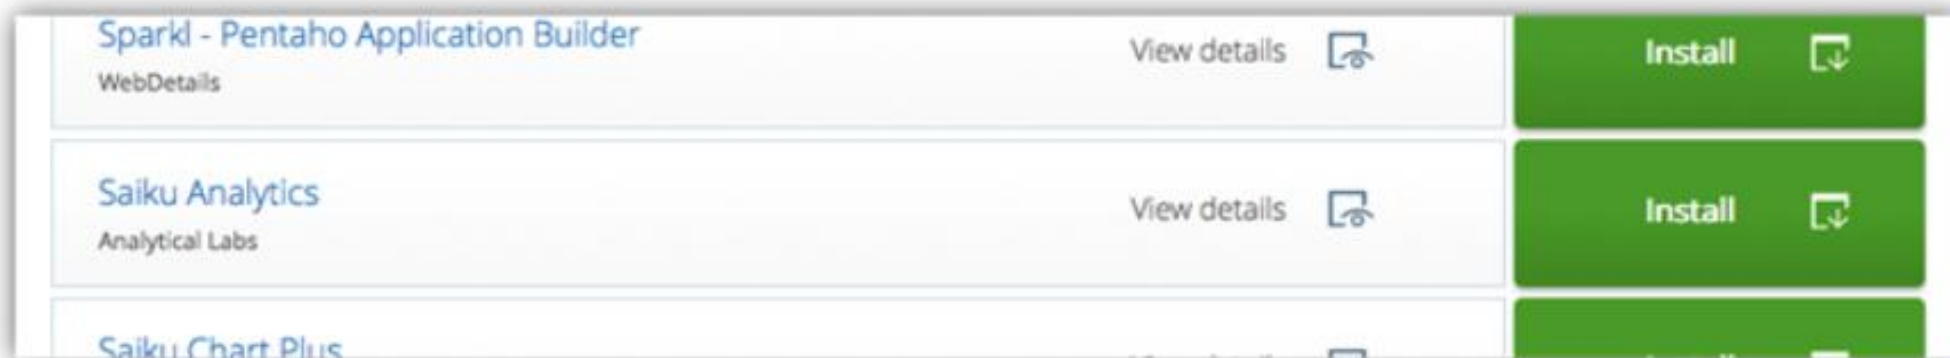 Sparkl - Pentaho Application Builder
View details
Install
WebDetails
Saiku Analytics
View details
Install
Analytical Labs
Saiku Chart Plus